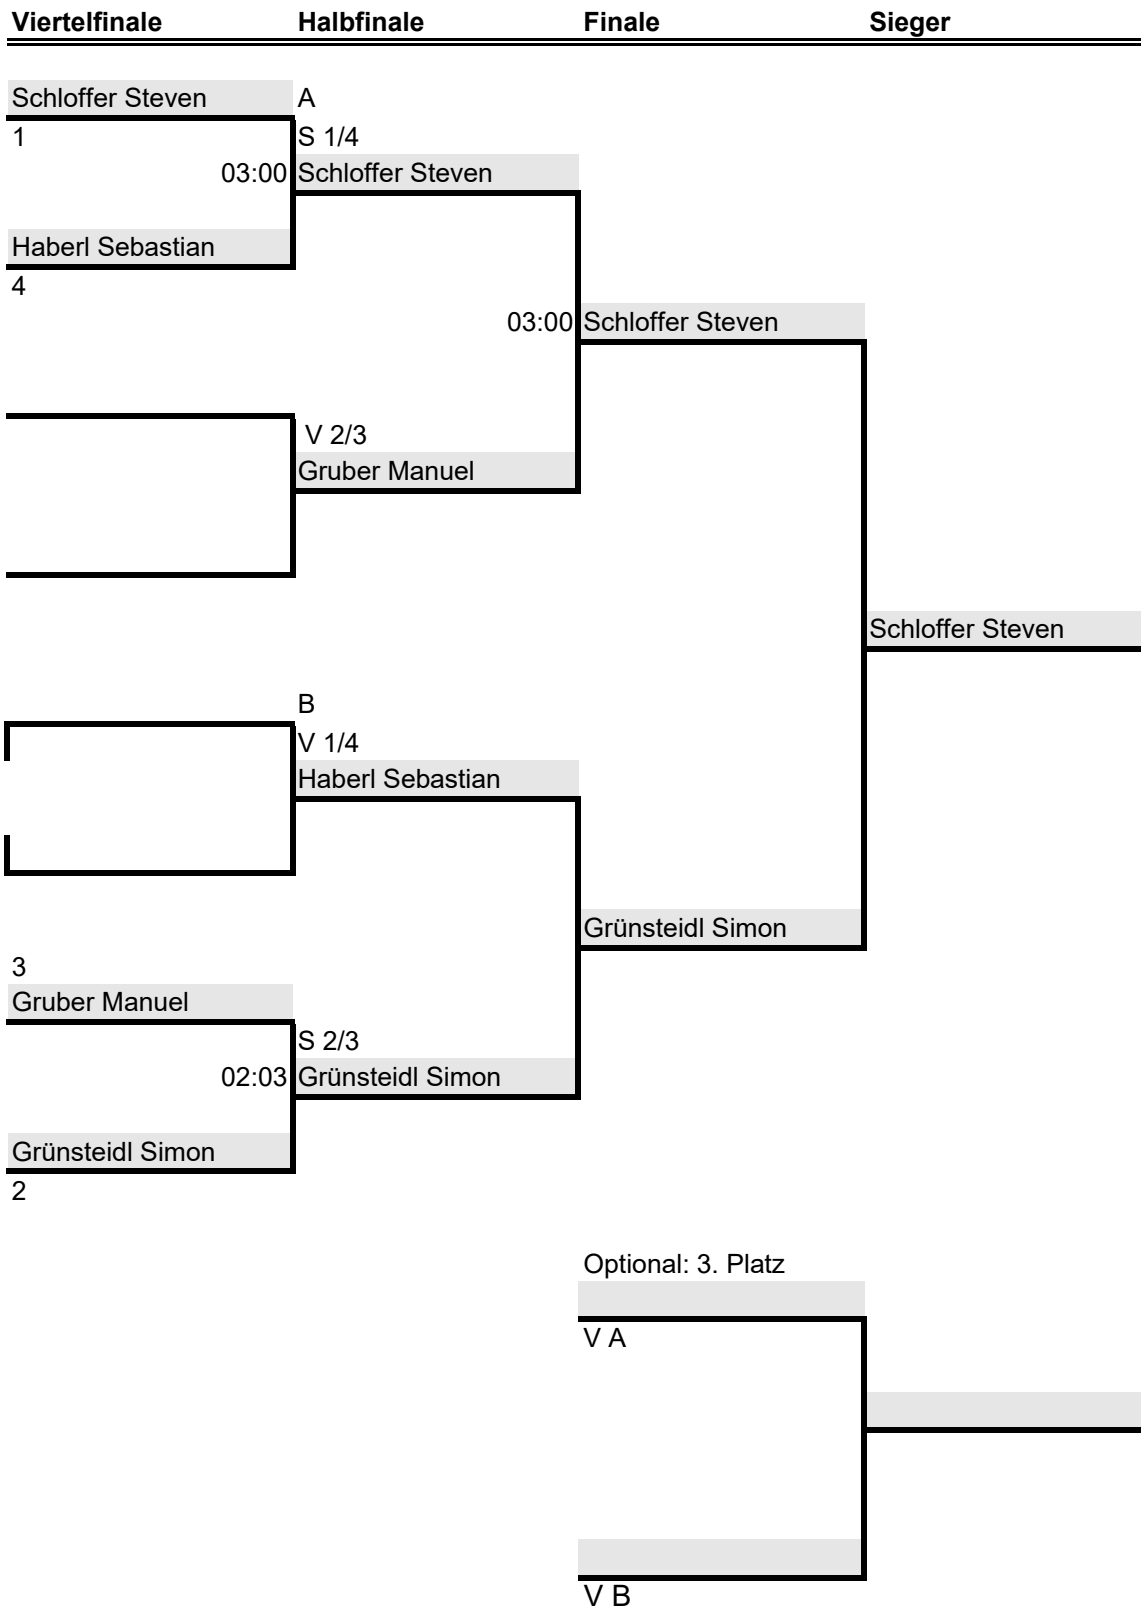 Viertelfinale Halbfinale Finale Sieger
Schloffer Steven A
1 S 1/4
03:00 Schloffer Steven
Haberl Sebastian
4
03:00 Schloffer Steven
V 2/3
Gruber Manuel
Schloffer Steven
B
V 1/4
Haberl Sebastian
Grünsteidl Simon
3
Gruber Manuel
S 2/3
02:03 Grünsteidl Simon
Grünsteidl Simon
2
Optional: 3. Platz
V A
V B